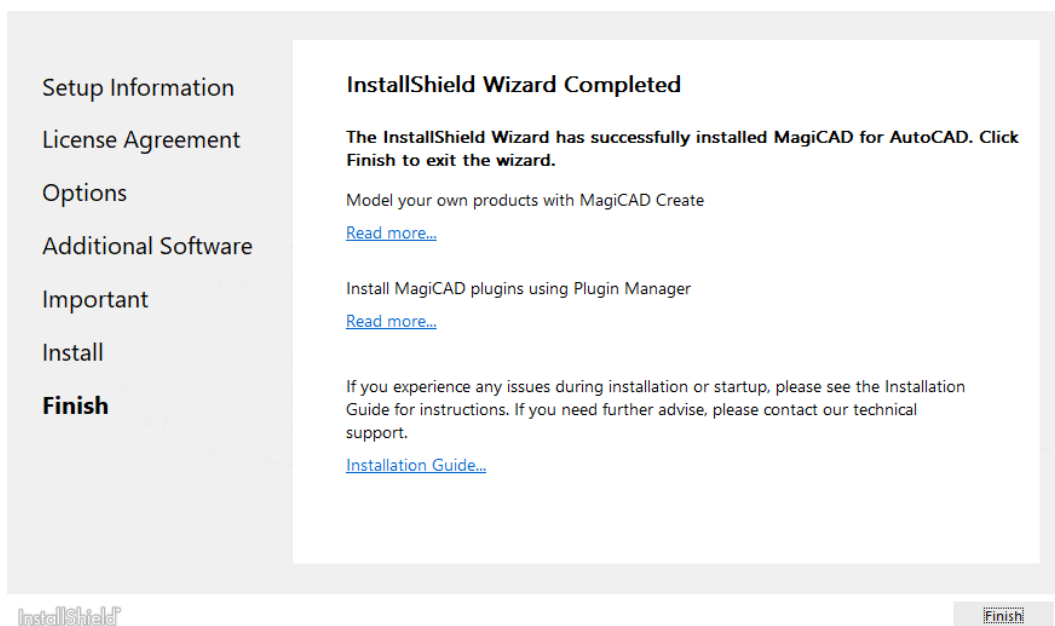 Setup Information
License Agreement
Options
Additional Software
Important
Install
Finish
InstallShield Wizard Completed
The InstallShield Wizard has successfully installed MagiCAD for AutoCAD. Click
Finish to exit the wizard.
Model your own products with MagiCAD Create
Read more...
Install MagiCAD plugins using Plugin Manager
Read more...
If you experience any issues during installation or startup, please see the Installation
Guide for instructions. If you need further advise, please contact our technical
support.
Installation Guide...
InstallShield
Finish